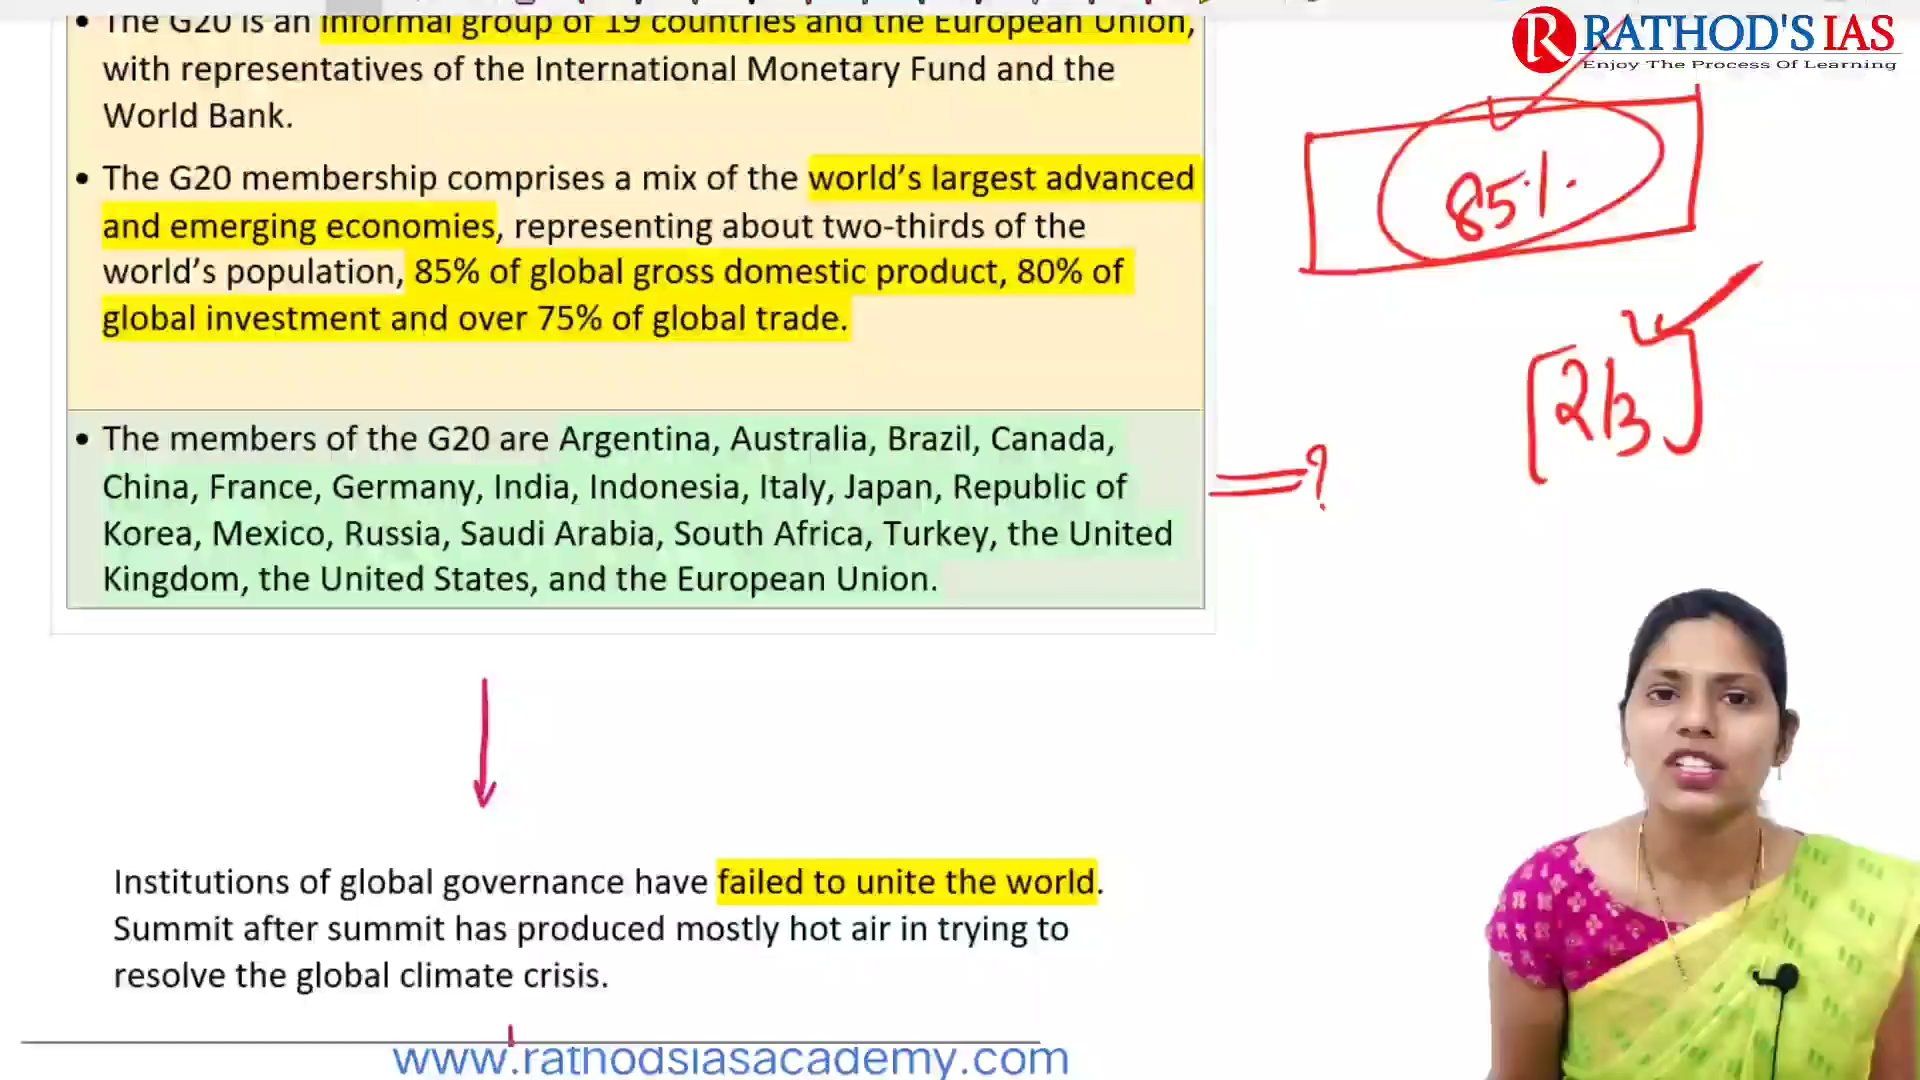 • The G20 is an informal group of 19 countries and the European Union,
with representatives of the International Monetary Fund and the
World Bank.
• The G20 membership comprises a mix of the world’s largest advanced
and emerging economies, representing about two-thirds of the
world’s population, 85% of global gross domestic product, 80% of
global investment and over 75% of global trade.
• The members of the G20 are Argentina, Australia, Brazil, Canada,
China, France, Germany, India, Indonesia, Italy, Japan, Republic of
Korea, Mexico, Russia, Saudi Arabia, South Africa, Turkey, the United
Kingdom, the United States, and the European Union.
Institutions of global governance have failed to unite the world.
Summit after summit has produced mostly hot air in trying to
resolve the global climate crisis.
www.rathodsiasacademy.com
R RATHOD'S IAS
Enjoy The Process Of Learning
85%
[2/3]
?